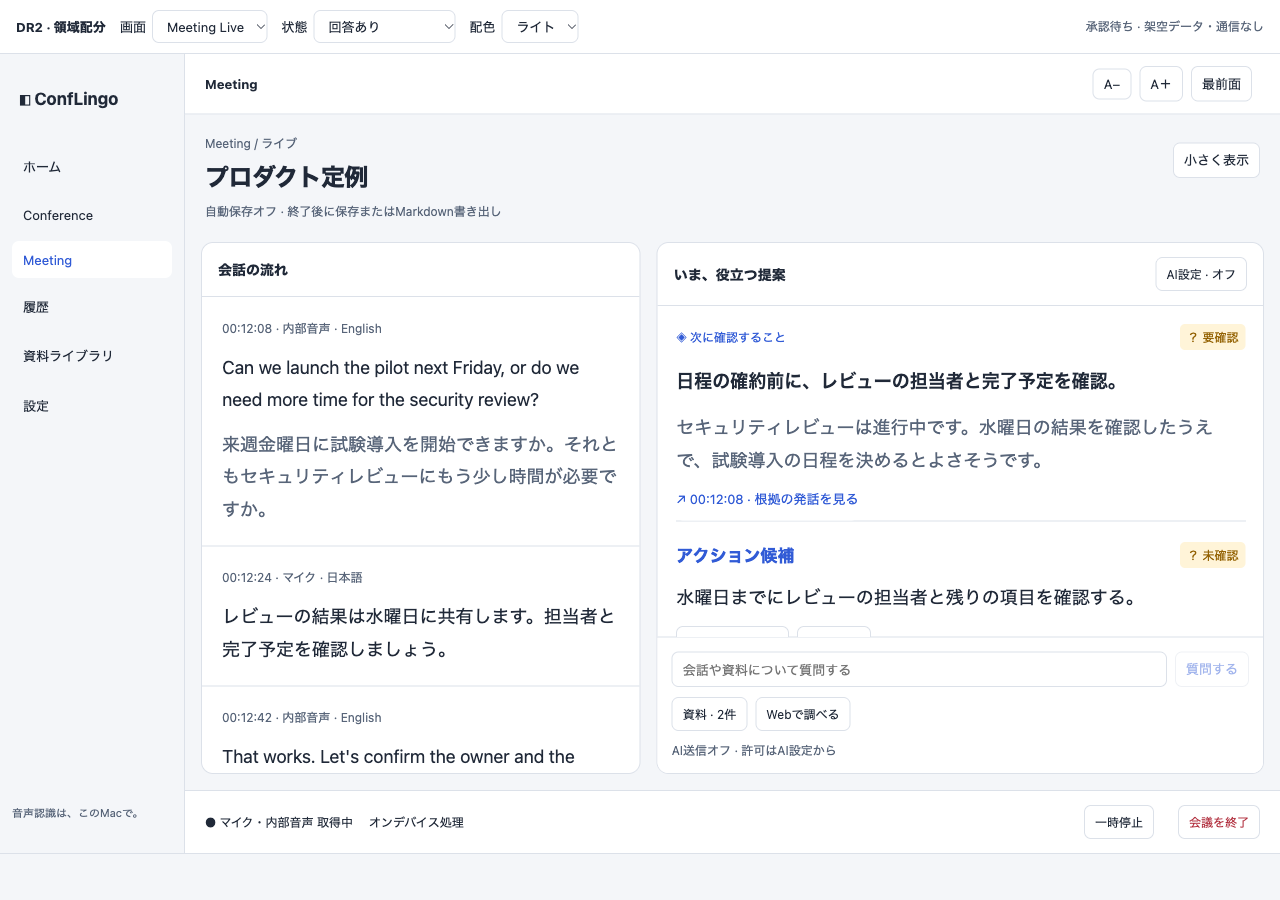 DR2 · 領域配分 画面 Meeting Live 状態 回答あり 配色 ライト 承認待ち · 架空データ・通信なし
ConfLingo
ホーム
Conference
Meeting
履歴
資料ライブラリ
設定
音声認識は、このMacで。
Meeting A− A＋ 最前面
Meeting / ライブ
プロダクト定例
自動保存オフ · 終了後に保存またはMarkdown書き出し
小さく表示
会話の流れ
00:12:08 · 内部音声 · English
Can we launch the pilot next Friday, or do we
need more time for the security review?
来週金曜日に試験導入を開始できますか。それと
もセキュリティレビューにもう少し時間が必要で
すか。
00:12:24 · マイク · 日本語
レビューの結果は水曜日に共有します。担当者と
完了予定を確認しましょう。
00:12:42 · 内部音声 · English
That works. Let's confirm the owner and the
いま、役立つ提案 AI設定 · オフ
◈ 次に確認すること ？ 要確認
日程の確約前に、レビューの担当者と完了予定を確認。
セキュリティレビューは進行中です。水曜日の結果を確認したうえ
で、試験導入の日程を決めるとよさそうです。
↗ 00:12:08 · 根拠の発話を見る
アクション候補 ？ 未確認
水曜日までにレビューの担当者と残りの項目を確認する。
会話や資料について質問する 質問する
資料 · 2件 Webで調べる
AI送信オフ · 許可はAI設定から
● マイク・内部音声 取得中 オンデバイス処理 一時停止 会議を終了